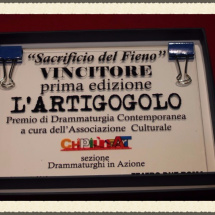 "Sacrificio del Fieno"
VINCITORE
prima edizione
L'ARTIGOGOLO
Premio di Drammaturgia Contemporanea
a cura dell'Associazione Culturale
sezione
Drammaturghi in Azione